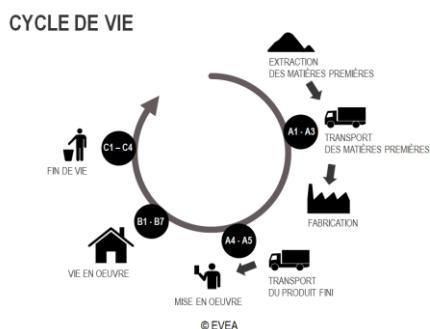 CYCLE DE VIE
EXTRACTION
DES MATIÈRES PREMIÈRES
A1 - A3
TRANSPORT
DES MATIÈRES PREMIÈRES
FABRICATION
A4 - A5
TRANSPORT
DU PRODUIT FINI
MISE EN OEUVRE
B1 - B7
VIE EN OEUVRE
C1 – C4
FIN DE VIE
© EVEA